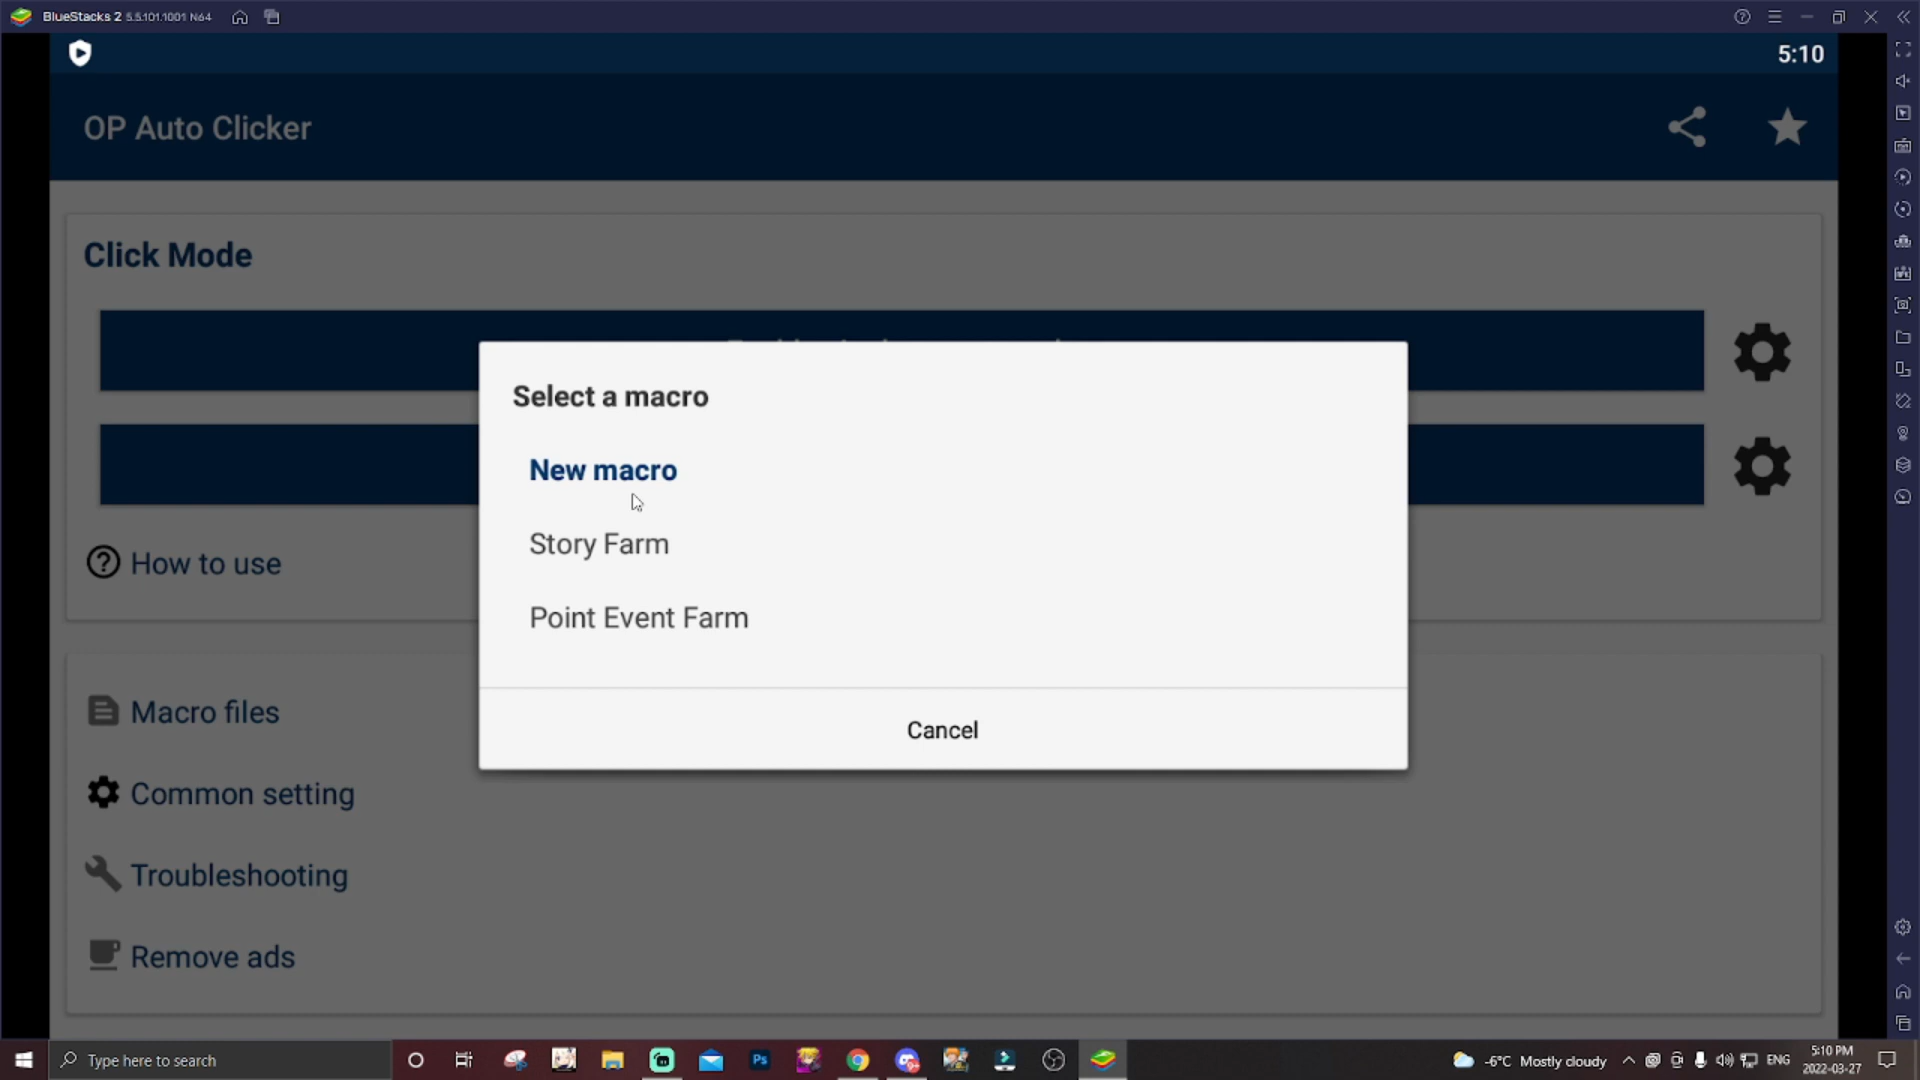 BlueStacks 2 5.5.101.1001 N64
5:10
OP Auto Clicker
Click Mode
Select a macro
New macro
Story Farm
Point Event Farm
Cancel
How to use
Macro files
Common setting
Troubleshooting
Remove ads
Type here to search
Ps
-6°C Mostly cloudy
ENG
5:10 PM
2022-03-27